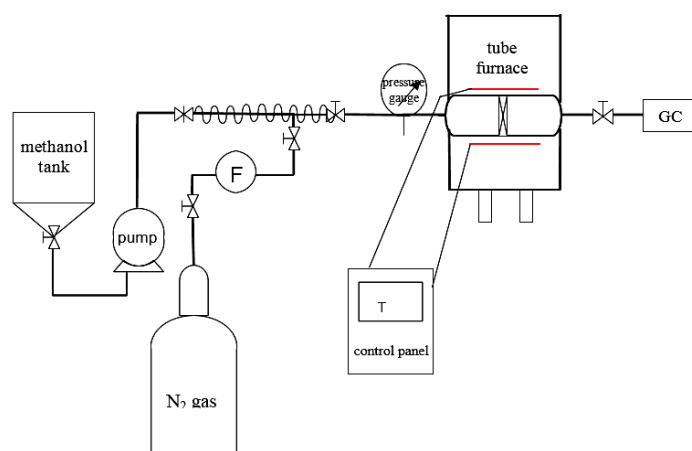 tube
furnace
pressure
gauge
GC
methanol
tank
F
pump
T
control panel
N₂ gas